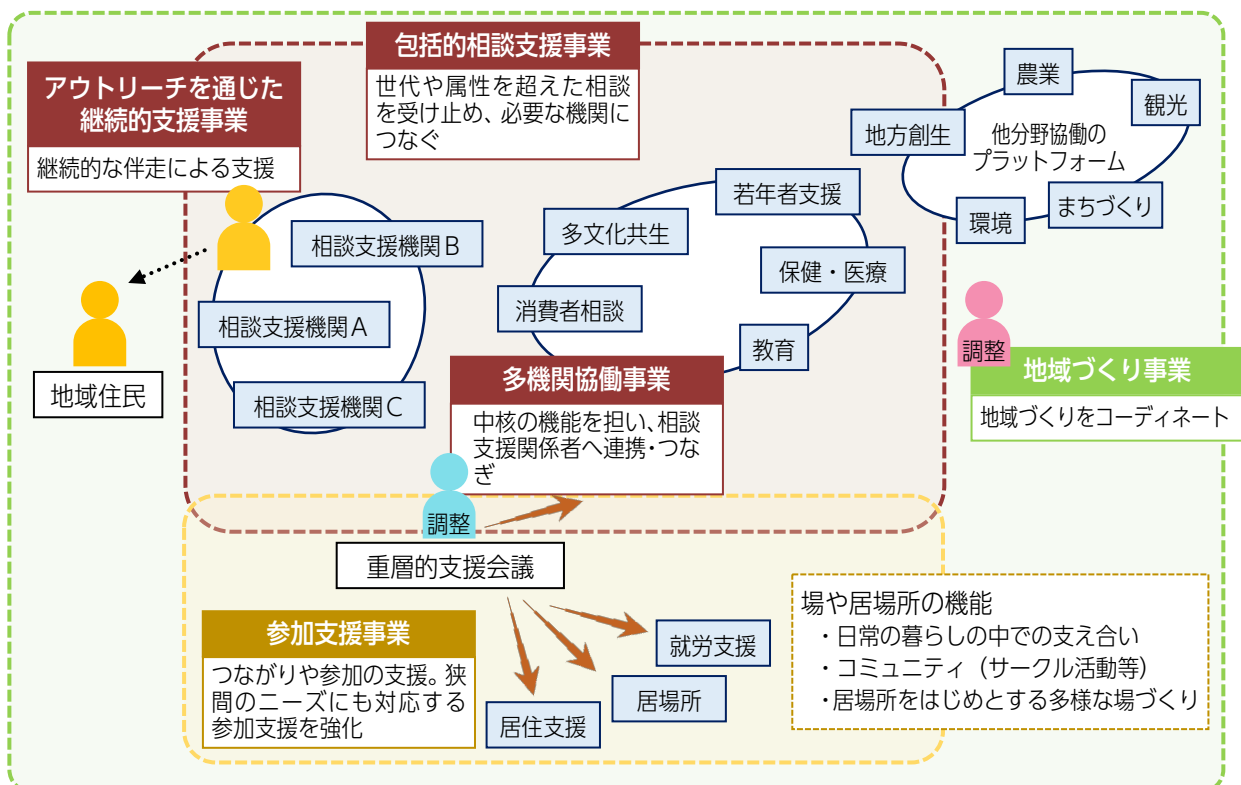 包括的相談支援事業
世代や属性を超えた相談
を受け止め、必要な機関に
つなぐ
アウトリーチを通じた
継続的支援事業
継続的な伴走による支援
農業
観光
地方創生
他分野協働の
プラットフォーム
環境
まちづくり
相談支援機関B
相談支援機関A
相談支援機関C
若年者支援
多文化共生
保健・医療
消費者相談
教育
地域住民
調整
地域づくり事業
地域づくりをコーディネート
多機関協働事業
中核の機能を担い、相談
支援関係者へ連携・つな
ぎ
調整
重層的支援会議
参加支援事業
つながりや参加の支援。狭
間のニーズにも対応する
参加支援を強化
就労支援
居場所
居住支援
場や居場所の機能
・日常の暮らしの中での支え合い
・コミュニティ（サークル活動等）
・居場所をはじめとする多様な場づくり